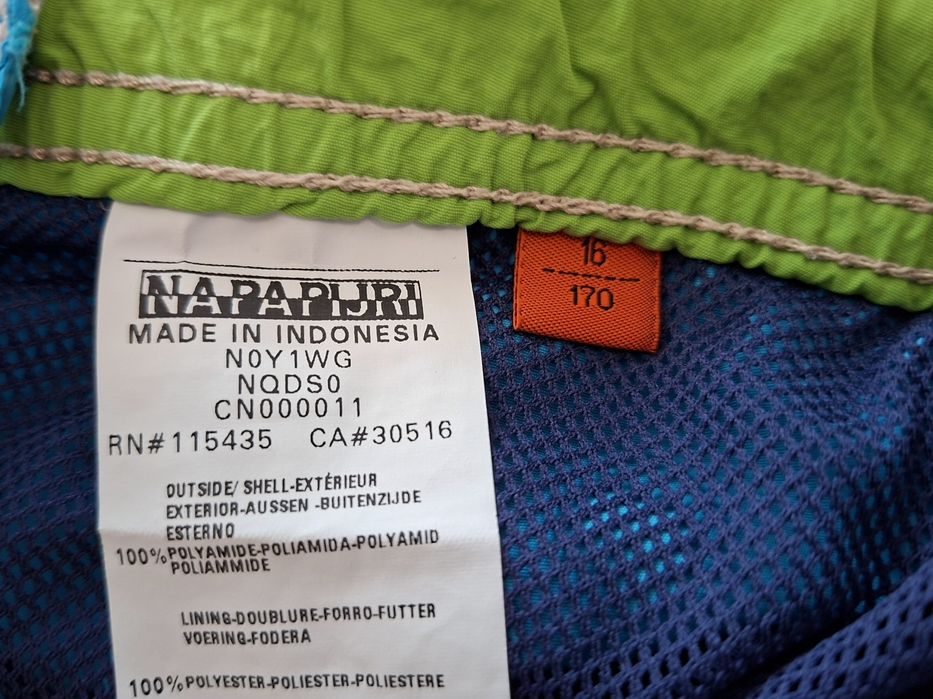 NAPAPIJRI
MADE IN INDONESIA
N0Y1WG
NQDS0
CN000011
RN#115435 CA#30516
OUTSIDE/ SHELL-EXTÉRIEUR
EXTERIOR-AUSSEN -BUITENZIJDE
ESTERNO
100%POLYAMIDE-POLIAMIDA-POLYAMID
POLIAMMIDE
LINING-DOUBLURE-FORRO-FUTTER
VOERING-FODERA
100%POLYESTER-POLIESTER-POLIESTERE
16
170